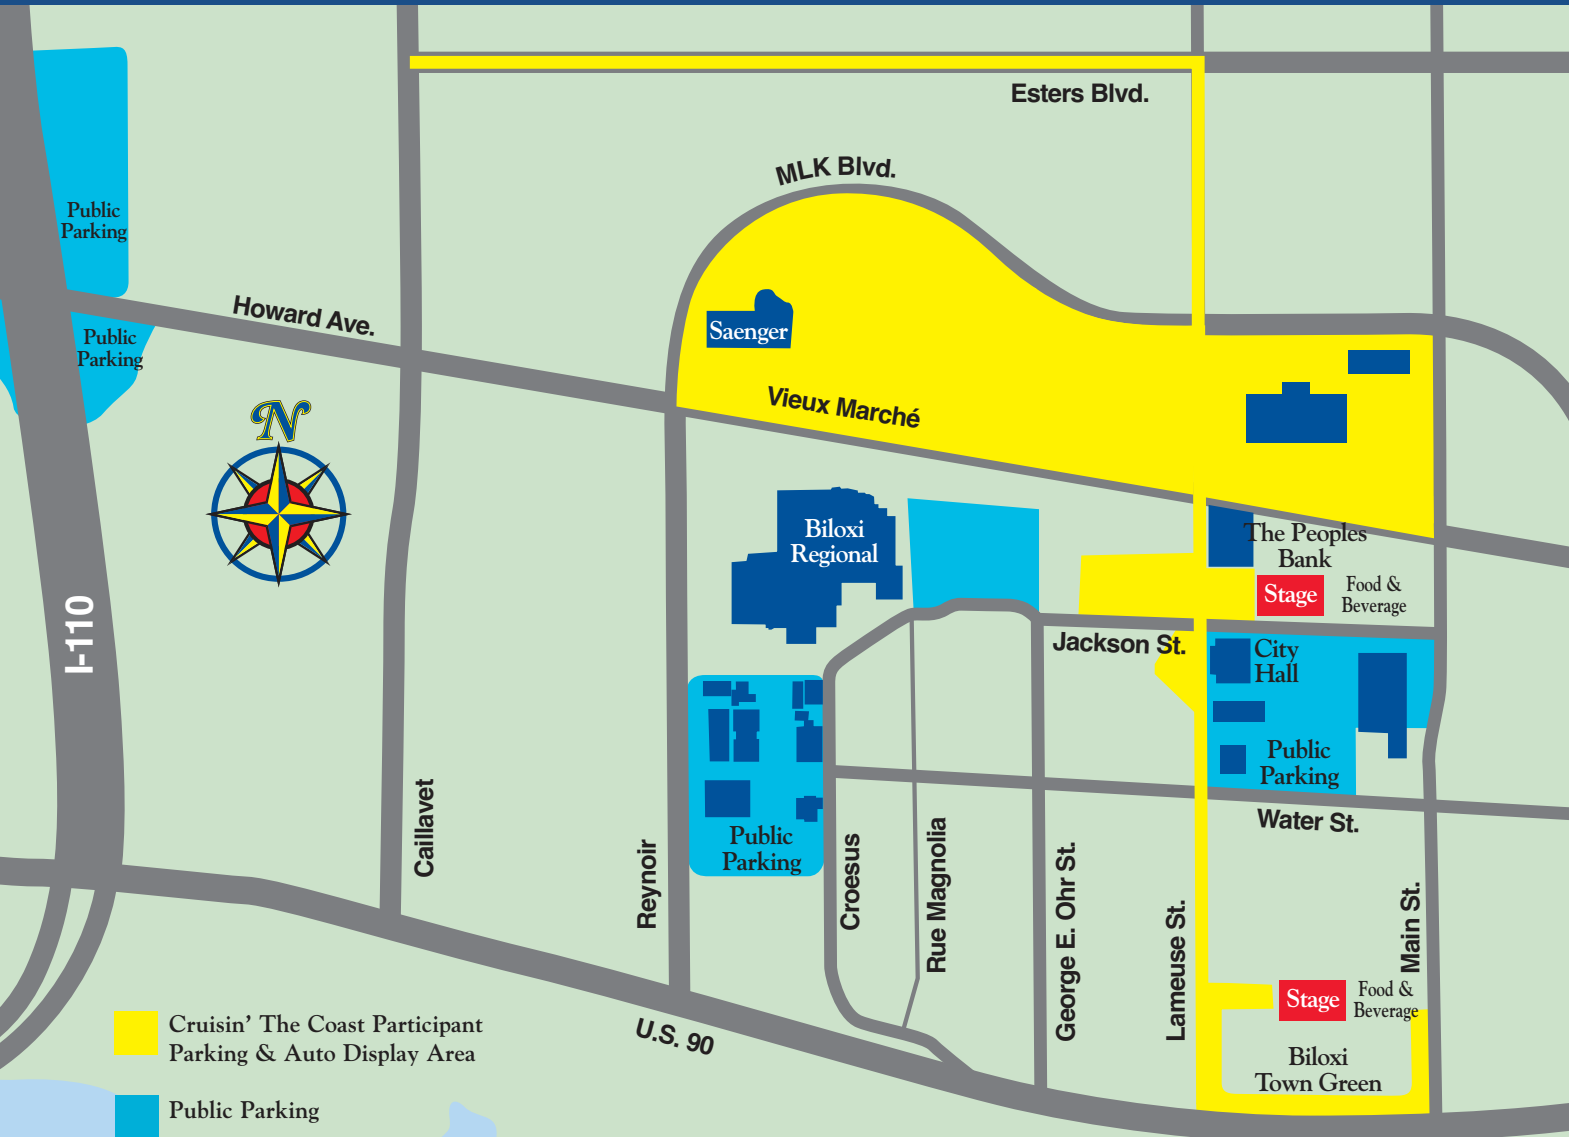 Esters Blvd.
MLK Blvd.
Public
Parking
Howard Ave.
Public
Parking
Saenger
Vieux Marché
N
Biloxi
Regional
The Peoples
Bank
Stage
Food &
Beverage
I-110
Jackson St.
City
Hall
Public
Parking
Water St.
Public
Parking
Caillavet
Reynoir
Croesus
Rue Magnolia
George E. Ohr St.
Lameuse St.
Main St.
Stage
Food &
Beverage
U.S. 90
Biloxi
Town Green
Cruisin' The Coast Participant
Parking & Auto Display Area
Public Parking